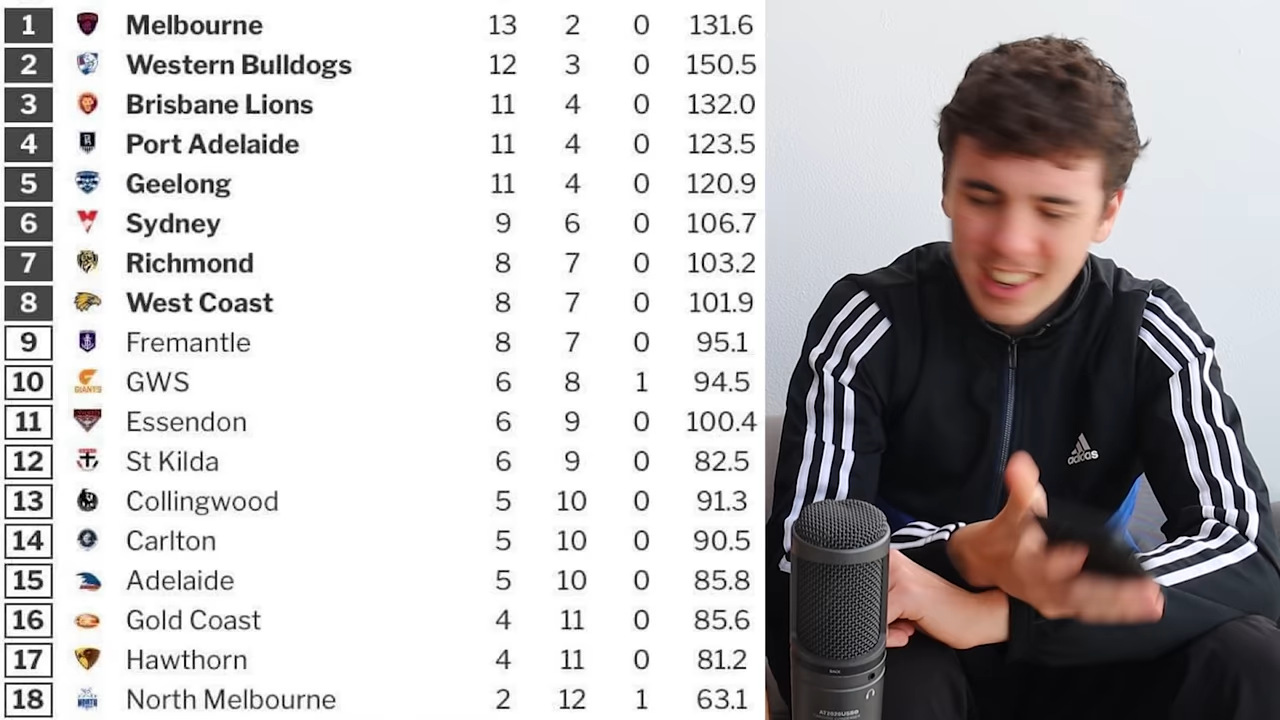 1 Melbourne 13 2 0 131.6
2 Western Bulldogs 12 3 0 150.5
3 Brisbane Lions 11 4 0 132.0
4 Port Adelaide 11 4 0 123.5
5 Geelong 11 4 0 120.9
6 Sydney 9 6 0 106.7
7 Richmond 8 7 0 103.2
8 West Coast 8 7 0 101.9
9 Fremantle 8 7 0 95.1
10 GIANTS GWS 6 8 1 94.5
11 Essendon 6 9 0 100.4
12 St Kilda 6 9 0 82.5
13 Collingwood 5 10 0 91.3
14 Carlton 5 10 0 90.5
15 Adelaide 5 10 0 85.8
16 Gold Coast 4 11 0 85.6
17 Hawthorn 4 11 0 81.2
18 NORTH North Melbourne 2 12 1 63.1
adidas